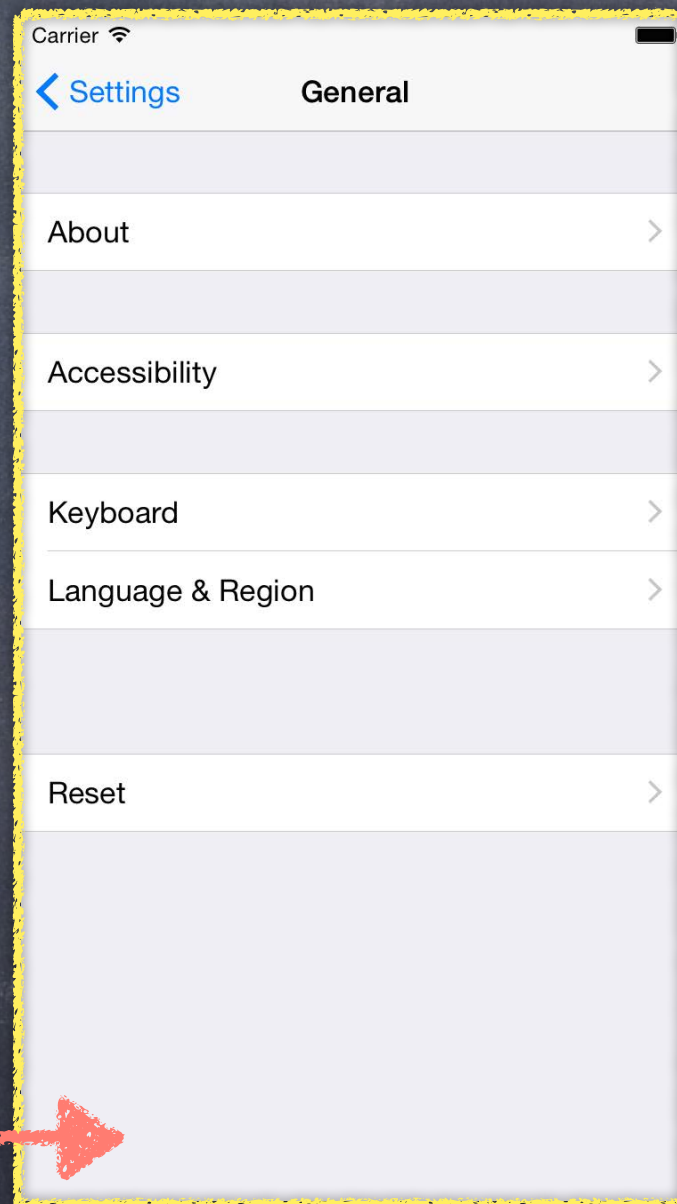 Carrier
Settings General
About
Accessibility
Keyboard
Language & Region
Reset